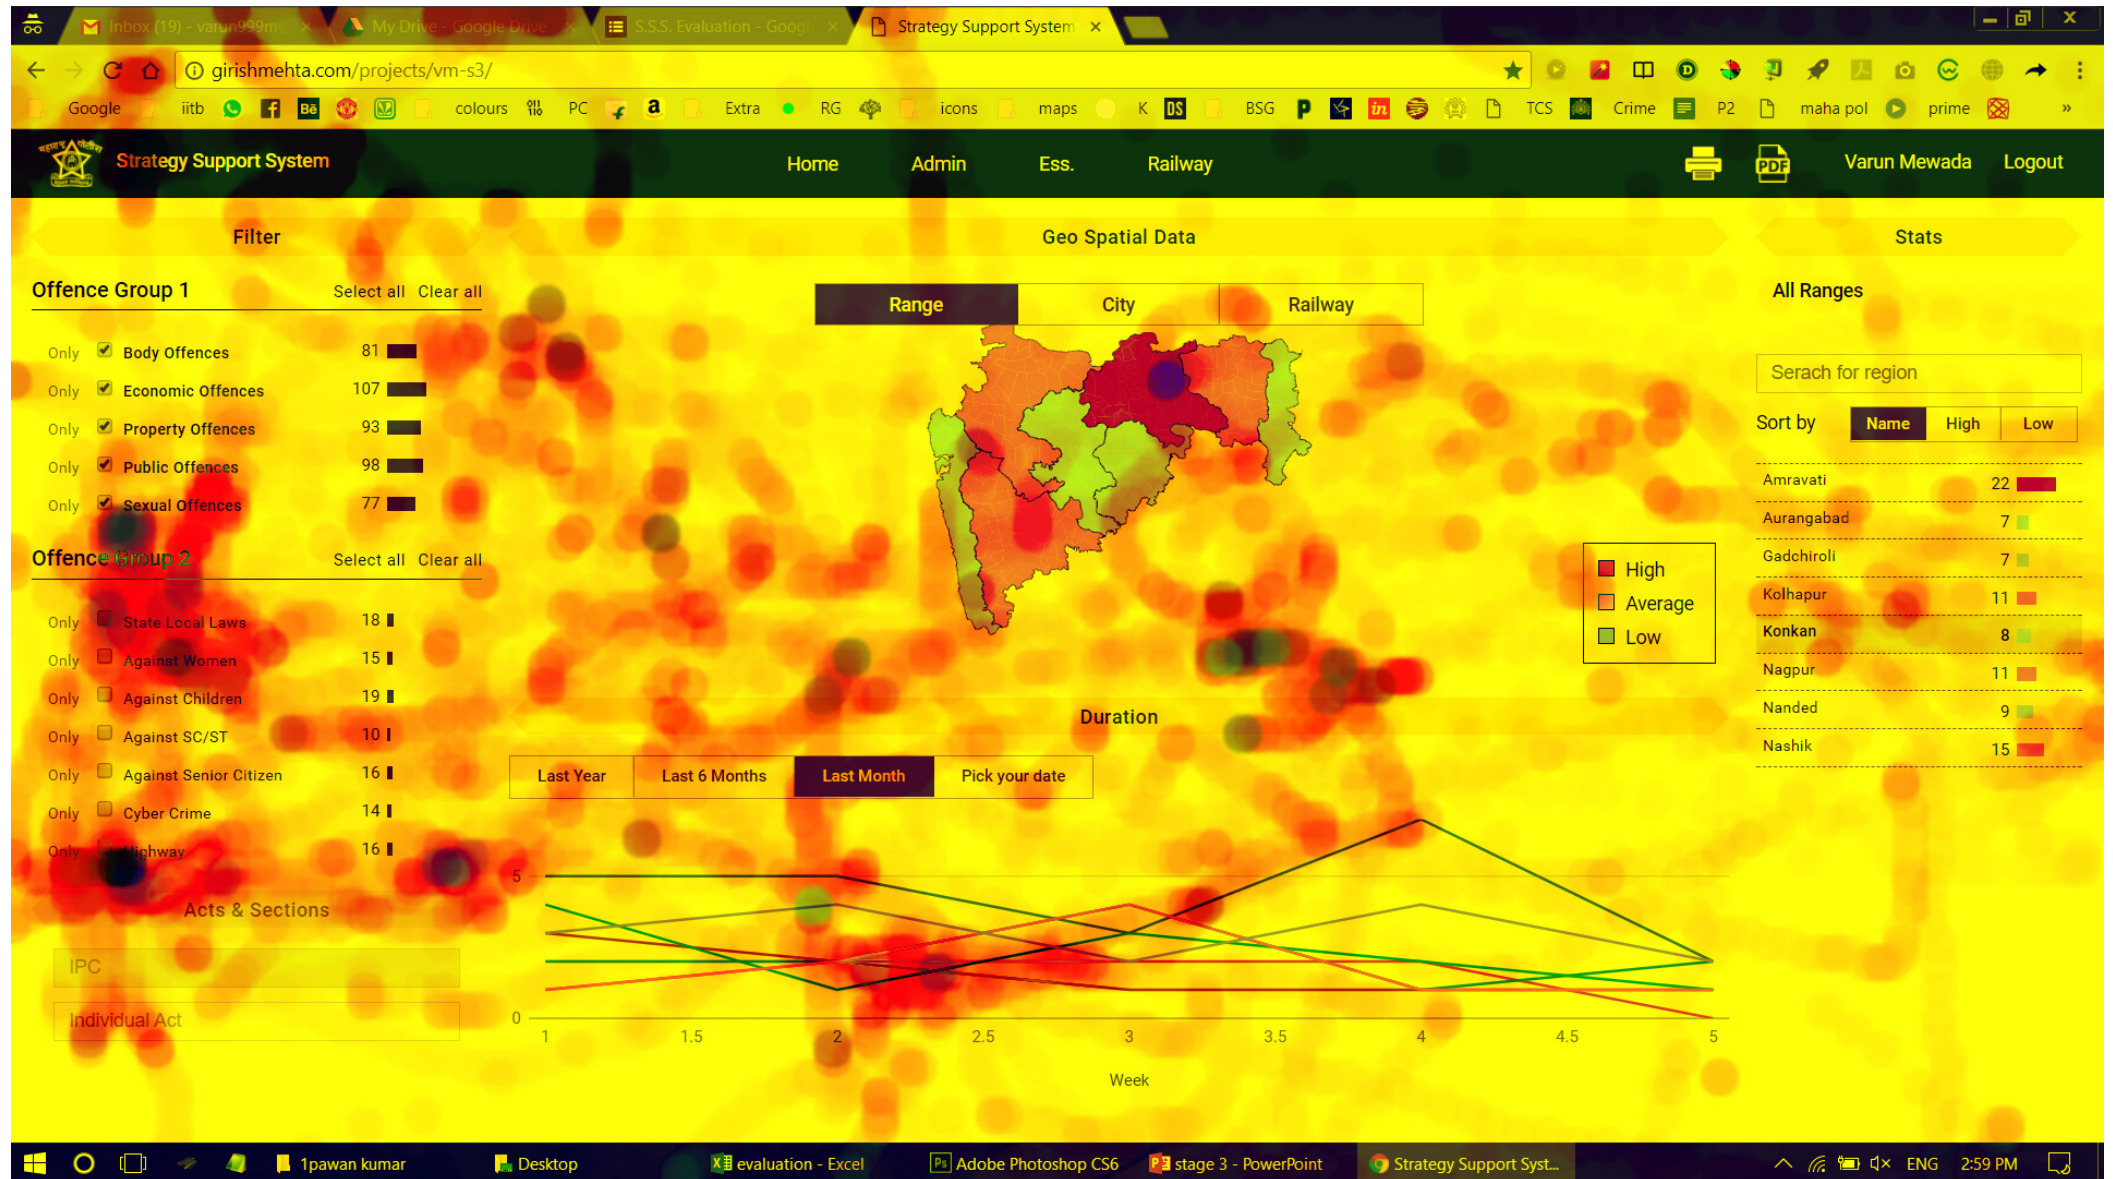 Inbox (19) - varun999m
My Drive - Google Drive
S.S.S. Evaluation - Googl
Strategy Support System
girishmehta.com/projects/vm-s3/
Google
iitb
Bē
colours
PC
a
Extra
RG
icons
maps
K
DS
BSG
P
in
TCS
Crime
P2
maha pol
prime
»
Strategy Support System
Home
Admin
Ess.
Railway
PDF
Varun Mewada
Logout
Filter
Geo Spatial Data
Stats
Offence Group 1
Select all
Clear all
Only Body Offences 81
Only Economic Offences 107
Only Property Offences 93
Only Public Offences 98
Only Sexual Offences 77
Offence Group 2
Select all
Clear all
Only State Local Laws 18
Only Against Women 15
Only Against Children 19
Only Against SC/ST 10
Only Against Senior Citizen 16
Only Cyber Crime 14
Only Highway 16
Acts & Sections
IPC
Individual Act
Range
City
Railway
High
Average
Low
Duration
Last Year
Last 6 Months
Last Month
Pick your date
5
0
1 1.5 2 2.5 3 3.5 4 4.5 5
Week
All Ranges
Serach for region
Sort by
Name
High
Low
Amravati 22
Aurangabad 7
Gadchiroli 7
Kolhapur 11
Konkan 8
Nagpur 11
Nanded 9
Nashik 15
1pawan kumar
Desktop
evaluation - Excel
Ps Adobe Photoshop CS6
stage 3 - PowerPoint
Strategy Support Syst...
ENG
2:59 PM